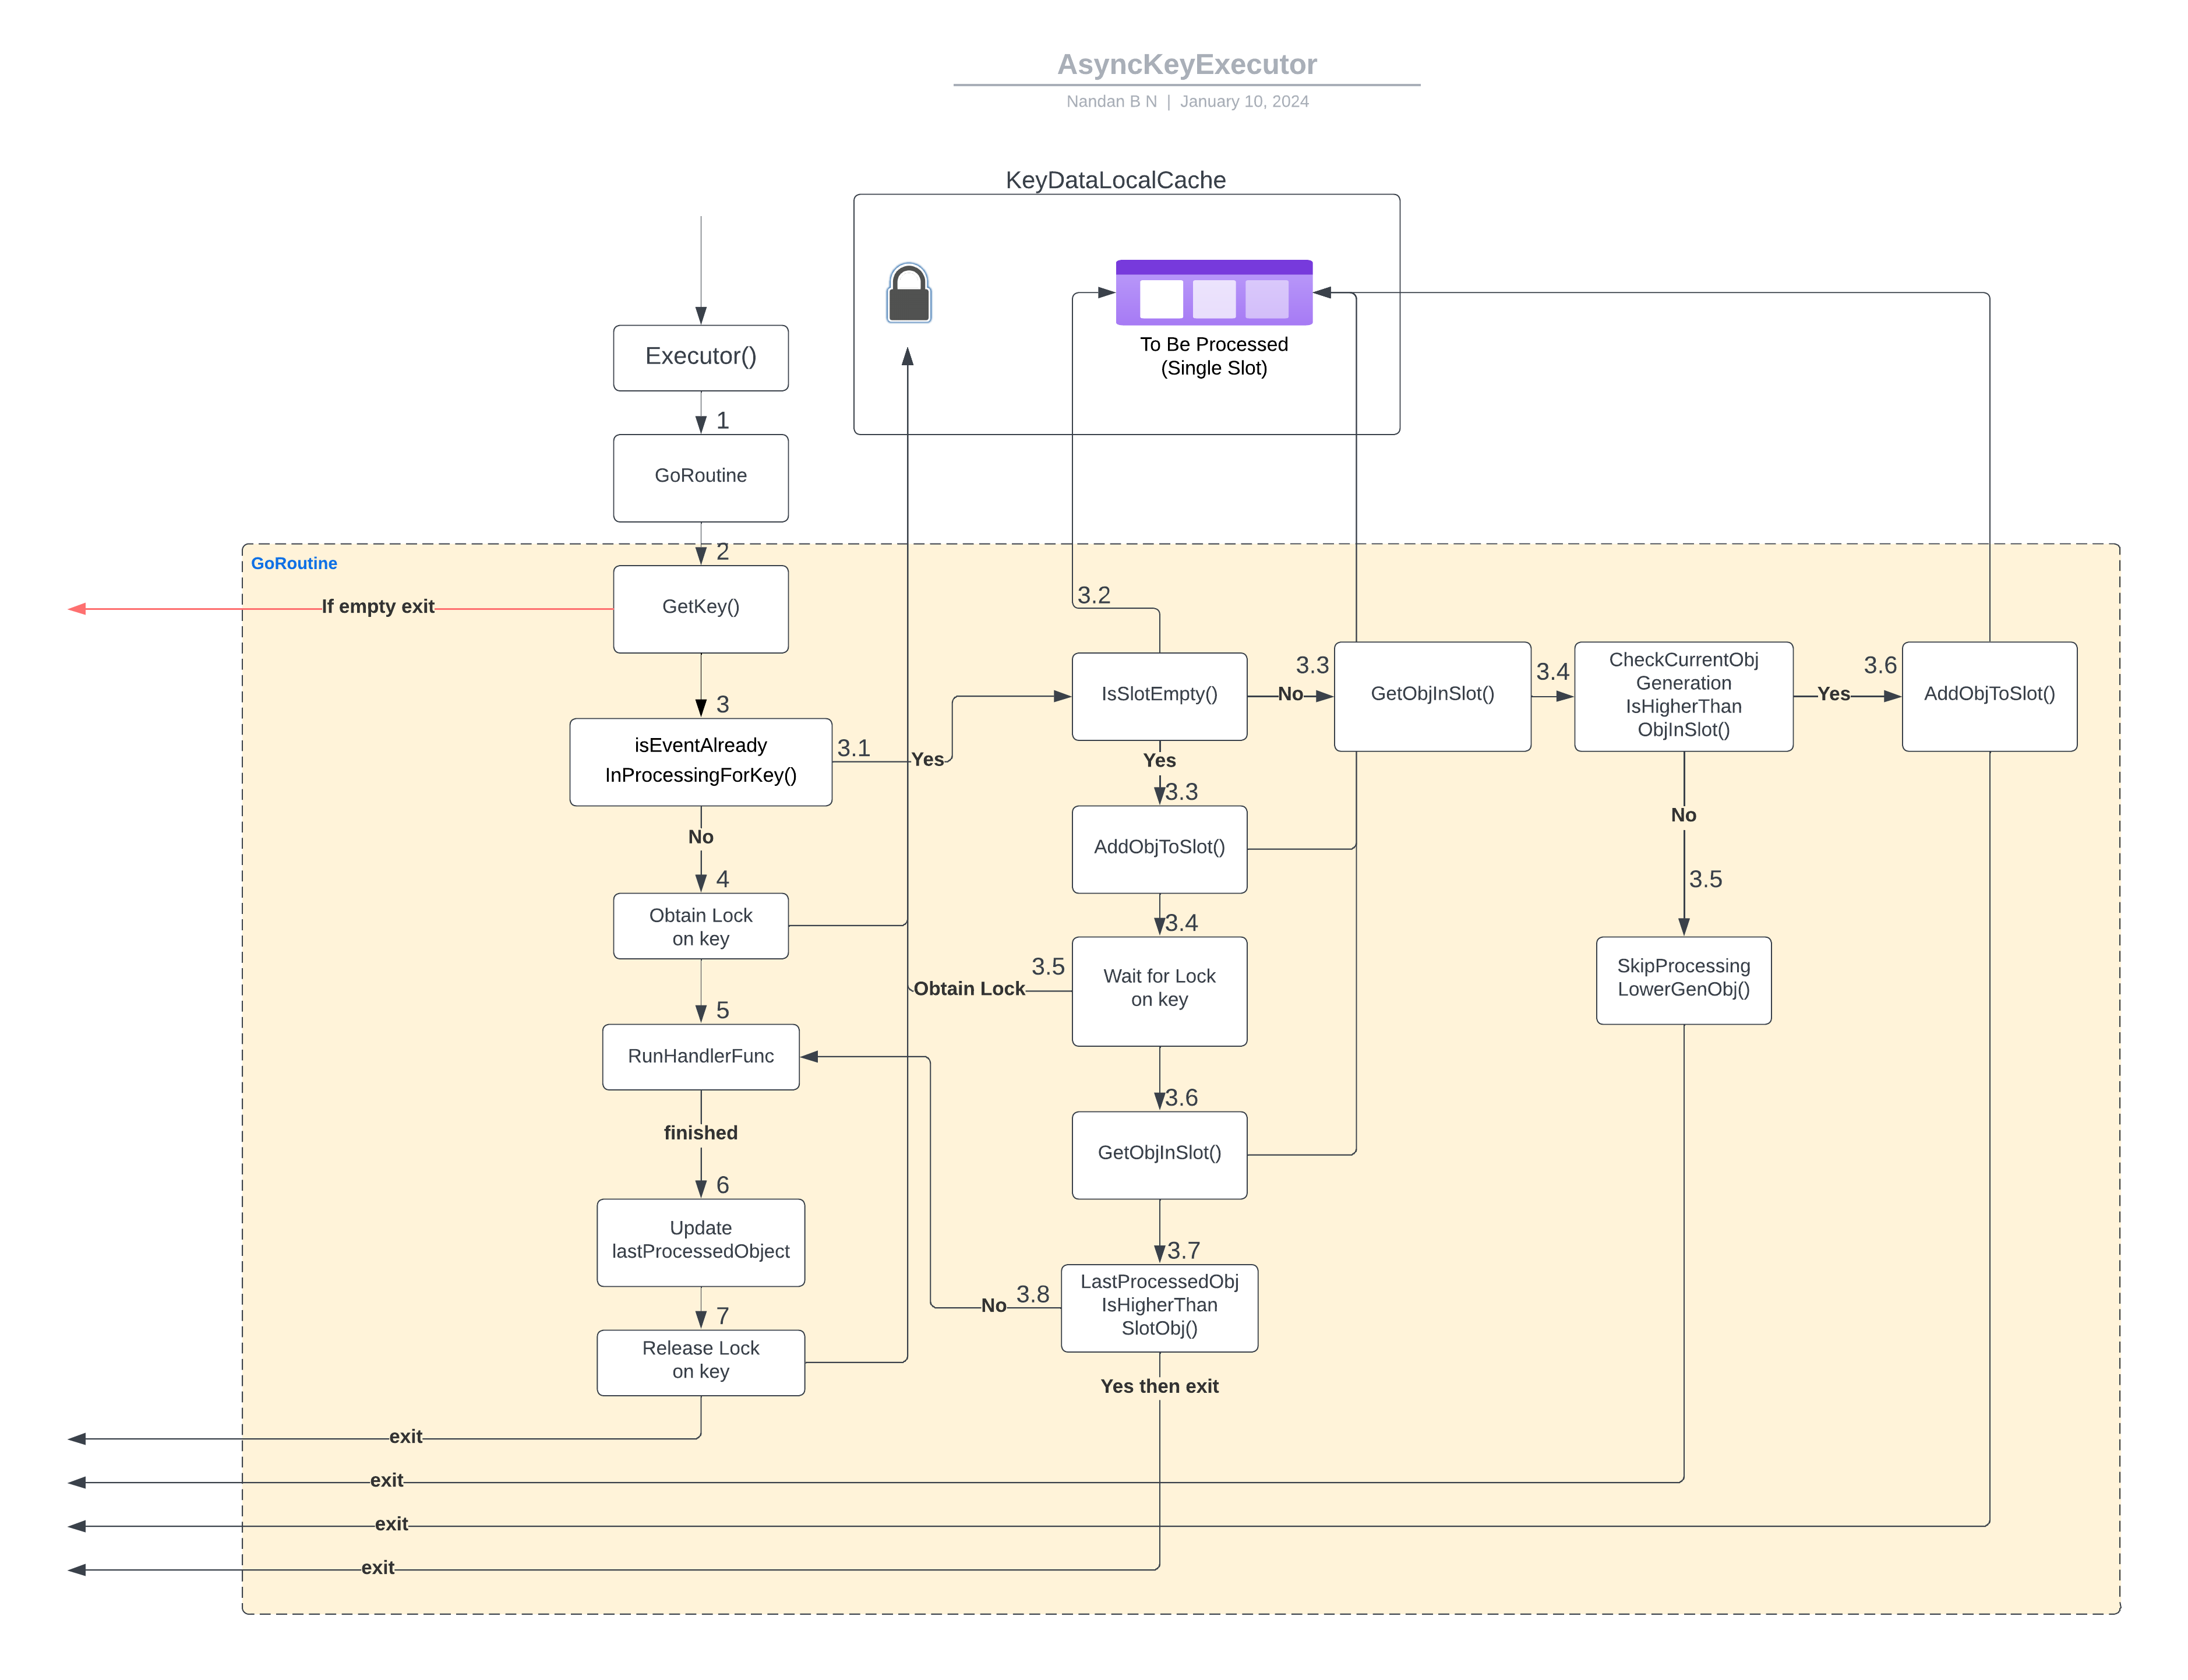 AsyncKeyExecutor
Nandan B N | January 10, 2024
KeyDataLocalCache
To Be Processed
(Single Slot)
Executor()
1
GoRoutine
2
GoRoutine
If empty exit
GetKey()
3
isEventAlready
InProcessingForKey()
3.1
Yes
3.2
IsSlotEmpty()
No
3.3
GetObjInSlot()
3.4
CheckCurrentObj
Generation
IsHigherThan
ObjInSlot()
Yes
3.6
AddObjToSlot()
Yes
3.3
AddObjToSlot()
No
3.5
SkipProcessing
LowerGenObj()
No
4
Obtain Lock
on key
3.4
Wait for Lock
on key
3.5
Obtain Lock
5
RunHandlerFunc
3.6
GetObjInSlot()
finished
6
Update
lastProcessedObject
3.7
LastProcessedObj
IsHigherThan
SlotObj()
3.8
No
7
Release Lock
on key
Yes then exit
exit
exit
exit
exit